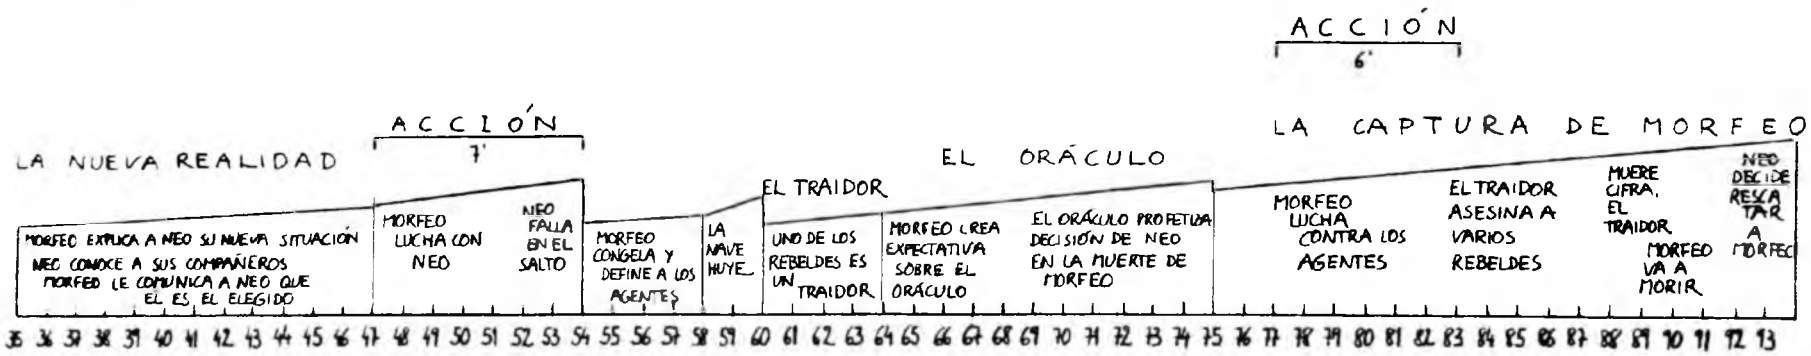 ACCIÓN
6'
ACCIÓN
7'
LA CAPTURA DE MORFEO
LA NUEVA REALIDAD
EL ORÁCULO
EL TRAIDOR
MORFEO EXPLICA A NEO SU NUEVA SITUACIÓN
NEO CONOCE A SUS COMPAÑEROS
MORFEO LE COMUNICA A NEO QUE
EL ES EL ELEGIDO
MORFEO
LUCHA CON
NEO
NEO
FALLA
EN EL
SALTO
MORFEO
CONGELA Y
DEFINE A LOS
AGENTES
LA
NAVE
HUYE
UNO DE LOS
REBELDES ES
UN
TRAIDOR
MORFEO CREA
EXPECTATIVA
SOBRE EL
ORÁCULO
EL ORÁCULO PROFETIZA
DECISIÓN DE NEO
EN LA MUERTE DE
MORFEO
MORFEO
LUCHA
CONTRA LOS
AGENTES
EL TRAIDOR
ASESINA A
VARIOS
REBELDES
MUERE
CIFRA,
EL
TRAIDOR
MORFEO
VA A
MORIR
NEO
DECIDE
RESCA
TAR
A
MORFEO
35 36 37 38 39 40 41 42 43 44 45 46 47 48 49 50 51 52 53 54 55 56 57 58 59 60 61 62 63 64 65 66 67 68 69 70 71 72 73 74 75 76 77 78 79 80 81 82 83 84 85 86 87 88 89 90 91 92 93